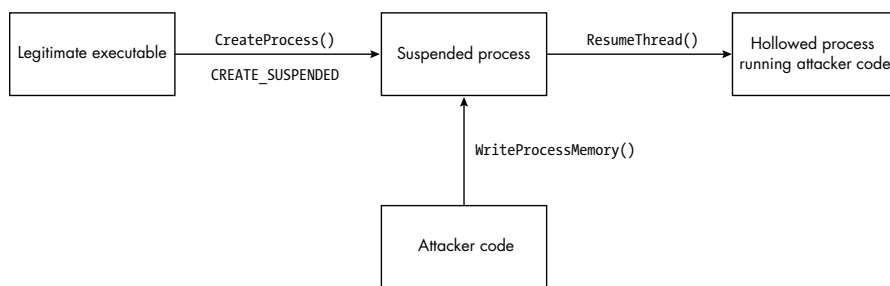 Legitimate executable
CreateProcess()
CREATE_SUSPENDED
Suspended process
ResumeThread()
Hollowed process
running attacker code
WriteProcessMemory()
Attacker code